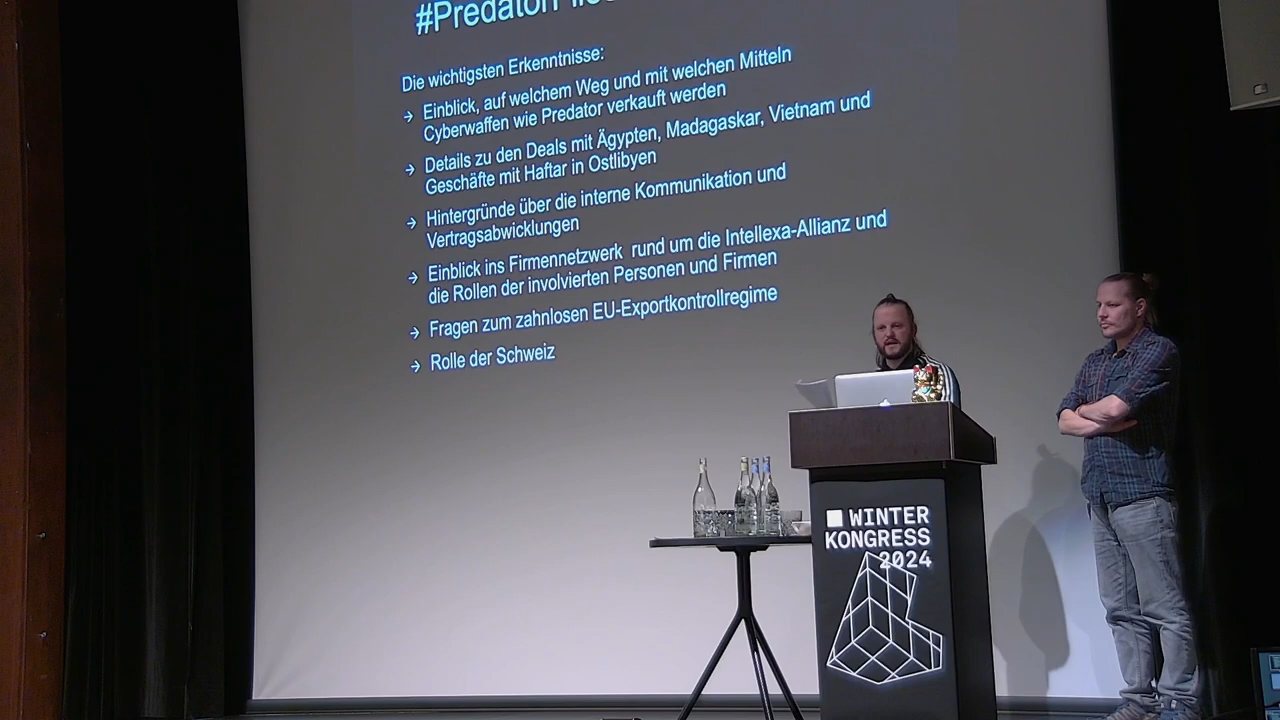 Die wichtigsten Erkenntnisse:
→ Einblick, auf welchem Weg und mit welchen Mitteln
Cyberwaffen wie Predator verkauft werden
→ Details zu den Deals mit Ägypten, Madagaskar, Vietnam und
Geschäfte mit Haftar in Ostlibyen
→ Hintergründe über die interne Kommunikation und
Vertragsabwicklungen
→ Einblick ins Firmennetzwerk rund um die Intellexa-Allianz und
die Rollen der involvierten Personen und Firmen
→ Fragen zum zahnlosen EU-Exportkontrollregime
→ Rolle der Schweiz
WINTER
KONGRESS
2024